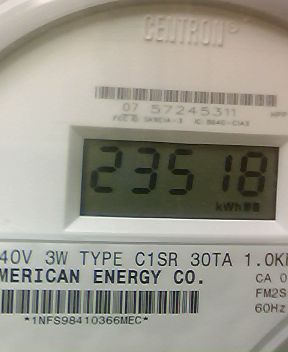 CENTRON®
07 57245311
23518
kWh
40V 3W TYPE C1SR 30TA 1.0K
MERICAN ENERGY CO.
CA 0
FM2S
60Hz
*1NFS98410366MEC*